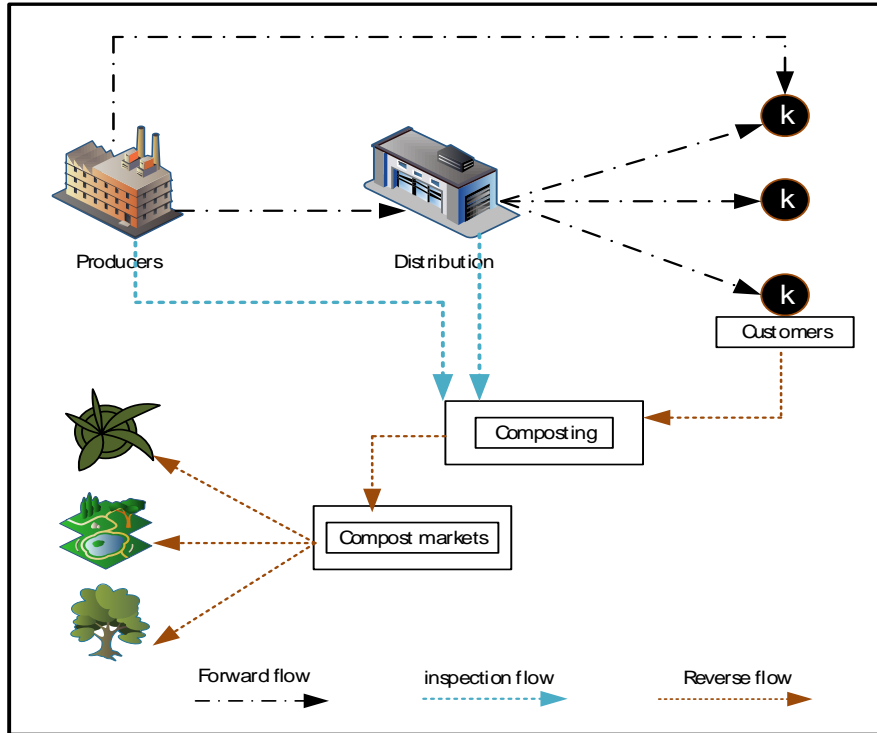 k
k
Producers
Distribution
k
Customers
Composting
Compost markets
Forward flow
inspection flow
Reverse flow